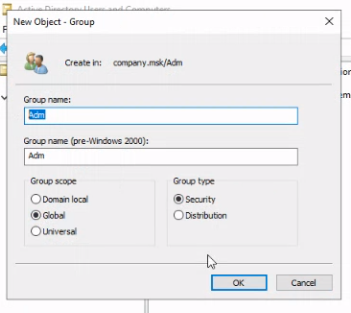 Active Directory Users and Computers
New Object - Group
Create in: company.msk/Adm
Group name:
Adm
Group name (pre-Windows 2000):
Adm
Group scope
Group type
Domain local
Security
Global
Distribution
Universal
OK
Cancel